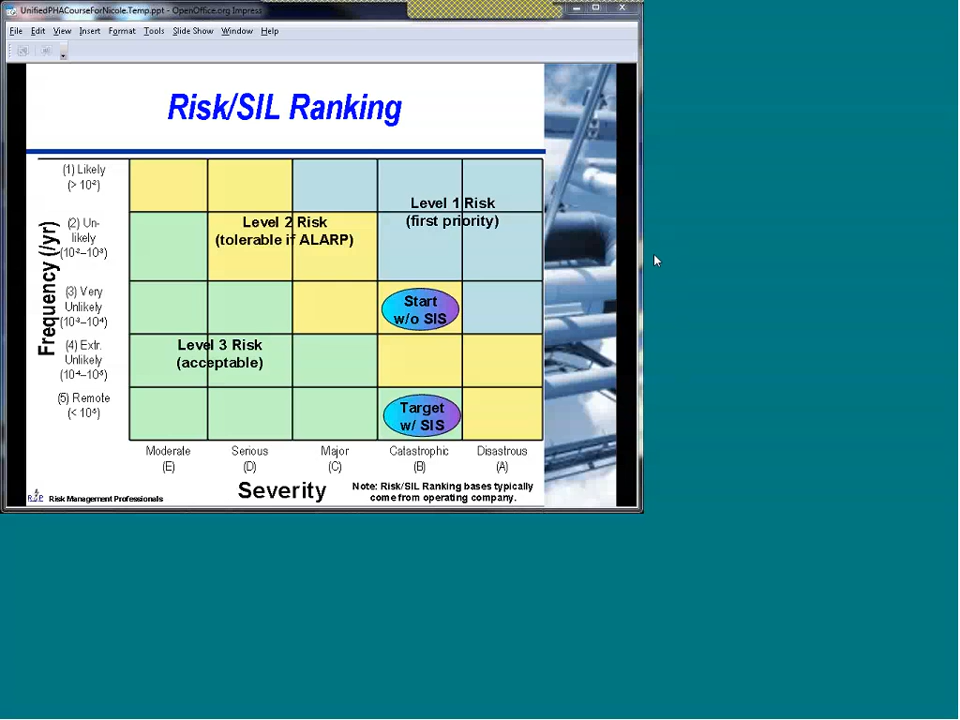 UnifiedPHACourseForNicole.Temp.ppt - OpenOffice.org Impress
File Edit View Insert Format Tools Slide Show Window Help
Risk/SIL Ranking
(1) Likely
(> 10-2)
Level 1 Risk
(first priority)
(2) Un-
likely
(10-2–10-3)
Level 2 Risk
(tolerable if ALARP)
Frequency (/yr)
(3) Very
Unlikely
(10-3–10-4)
Start
w/o SIS
(4) Extr.
Unlikely
(10-4–10-5)
Level 3 Risk
(acceptable)
(5) Remote
(< 10-5)
Target
w/ SIS
Moderate
(E)
Serious
(D)
Major
(C)
Catastrophic
(B)
Disastrous
(A)
Severity
Note: Risk/SIL Ranking bases typically
come from operating company.
Risk Management Professionals